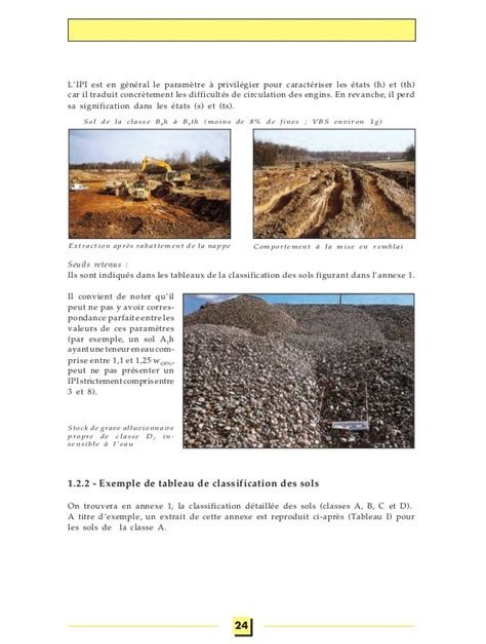 L'IPI est en général le paramètre à privilégier pour caractériser les états (h) et (th)
car il traduit concrètement les difficultés de circulation des engins. En revanche, il perd
sa signification dans les états (s) et (ts).
Sol de la classe B₄h à B₄th (moins de 8% de fines ; VBS environ 1g)
Extraction après rabattement de la nappe
Comportement à la mise en remblai
Seuils retenus :
Ils sont indiqués dans les tableaux de la classification des sols figurant dans l'annexe 1.
Il convient de noter qu'il
peut ne pas y avoir corres-
pondance parfaite entre les
valeurs de ces paramètres
(par exemple, un sol A₁h
ayant une teneur en eau com-
prise entre 1,1 et 1,25 wOPN,
peut ne pas présenter un
IPI strictement compris entre
3 et 8).
Stock de grave alluvionnaire
propre de classe D₂ in-
sensible à l'eau
1.2.2 - Exemple de tableau de classification des sols
On trouvera en annexe 1, la classification détaillée des sols (classes A, B, C et D).
A titre d'exemple, un extrait de cette annexe est reproduit ci-après (Tableau I) pour
les sols de la classe A.
24